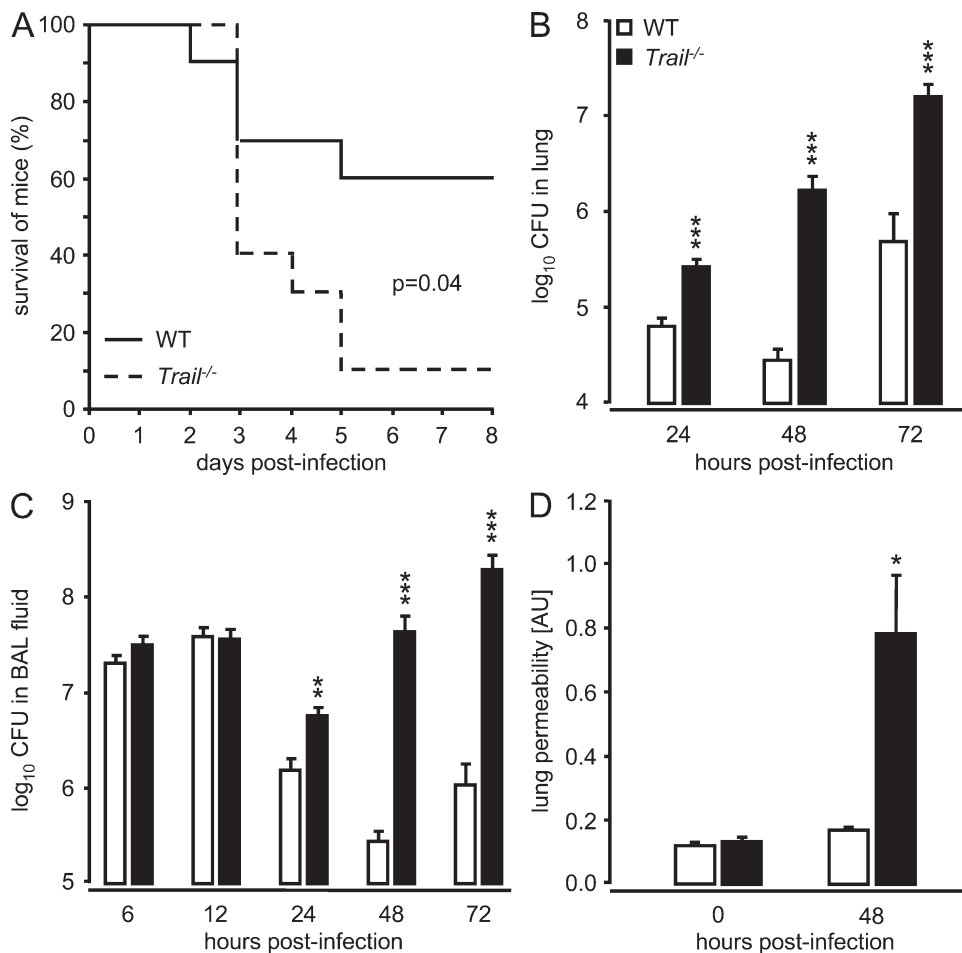 A
survival of mice (%)
100
80
60
40
20
0
p=0.04
WT
Trail-/-
0 1 2 3 4 5 6 7 8
days post-infection
B
WT
Trail-/-
log10 CFU in lung
8
7
6
5
4
***
***
***
24 48 72
hours post-infection
C
log10 CFU in BAL fluid
9
8
7
6
5
**
***
***
6 12 24 48 72
hours post-infection
D
lung permeability [AU]
1.2
1.0
0.8
0.6
0.4
0.2
0.0
*
0 48
hours post-infection